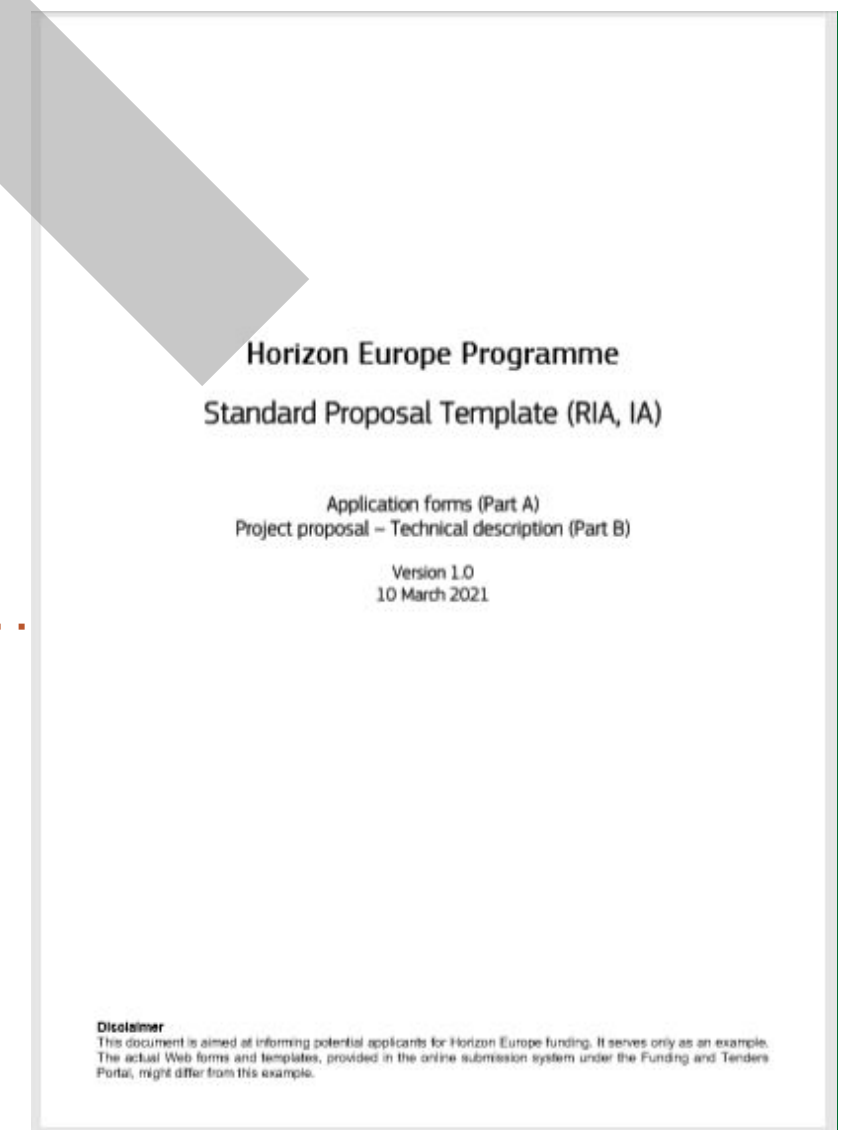 Horizon Europe Programme
Standard Proposal Template (RIA, IA)
Application forms (Part A)
Project proposal – Technical description (Part B)
Version 1.0
10 March 2021
Disclaimer
This document is aimed at informing potential applicants for Horizon Europe funding. It serves only as an example.
The actual Web forms and templates, provided in the online submission system under the Funding and Tenders
Portal, might differ from this example.